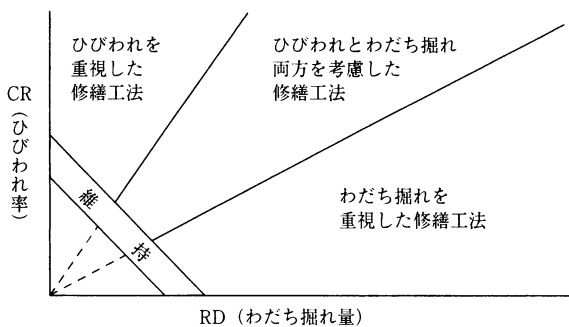 ひびわれを
重視した
修繕工法
ひびわれとわだち掘れ
両方を考慮した
修繕工法
CR
(ひびわれ率)
維持
わだち掘れを
重視した修繕工法
RD(わだち掘れ量)